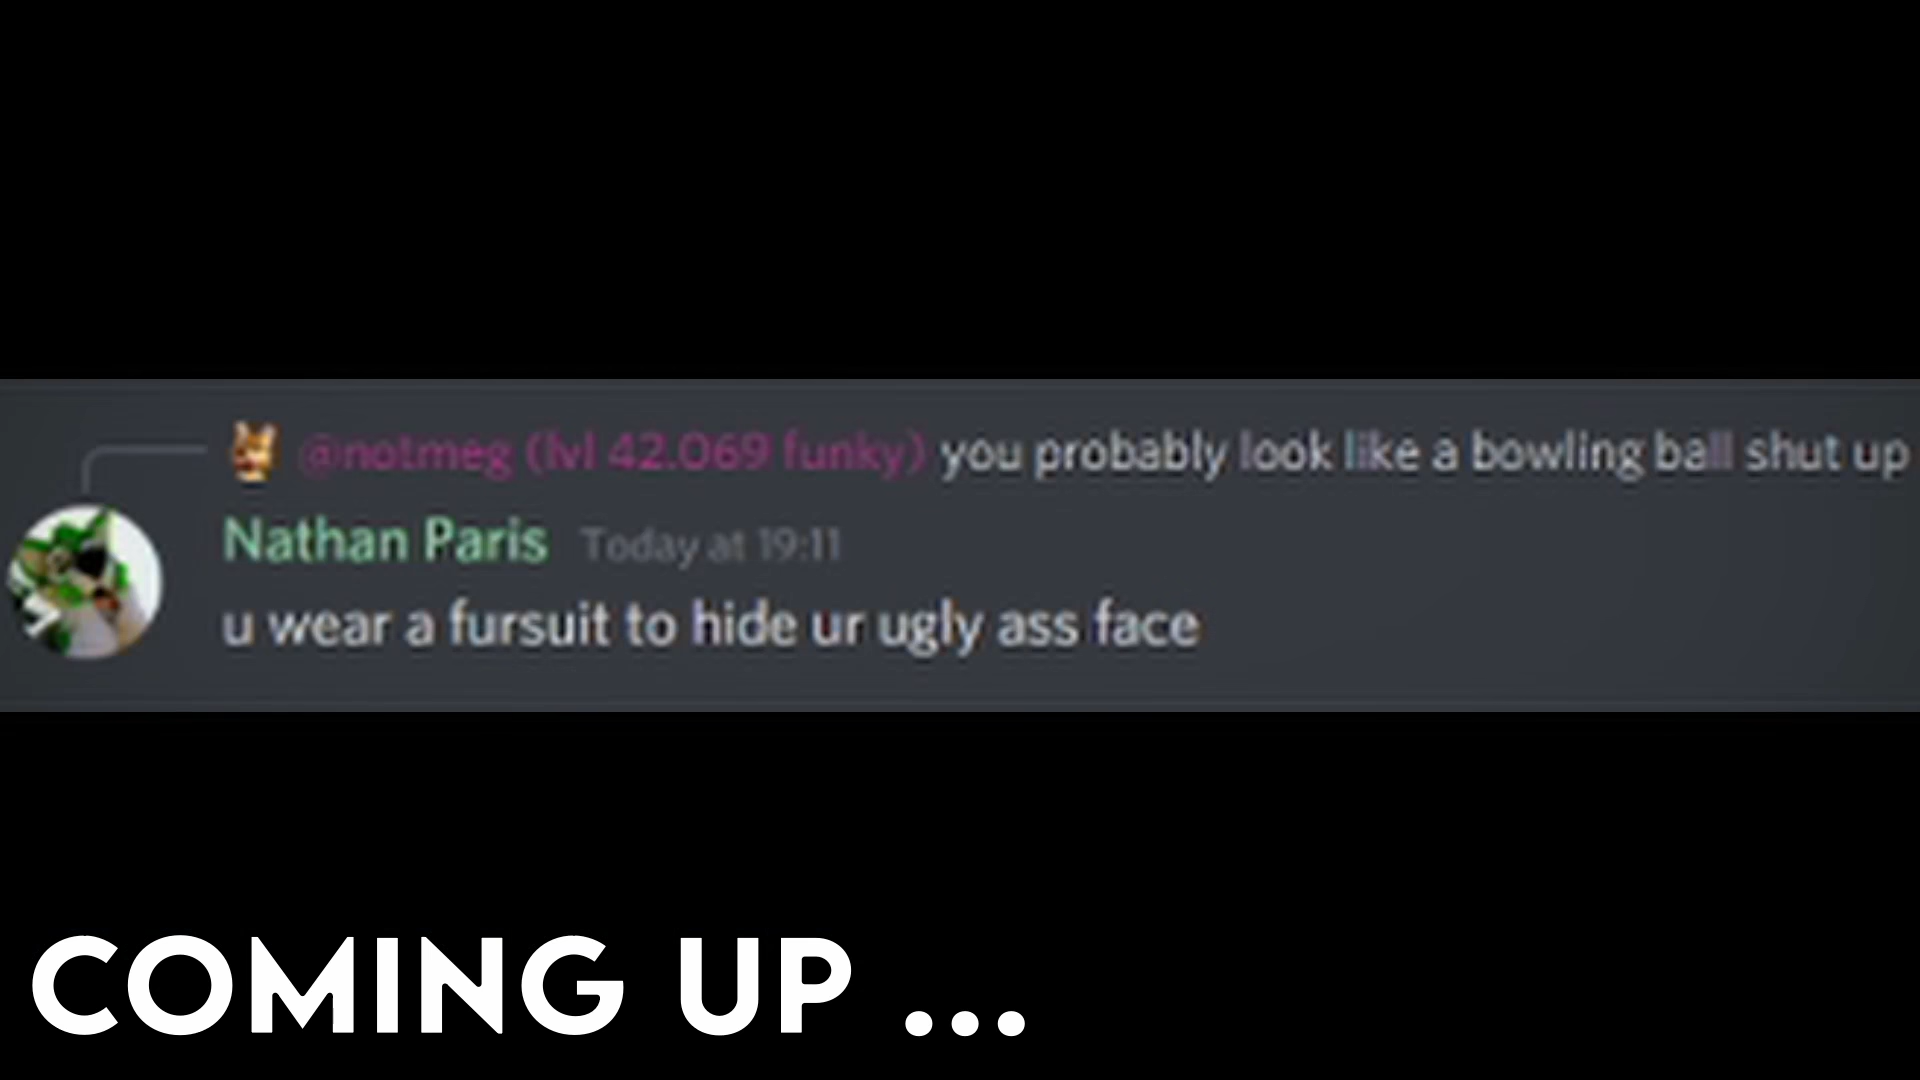 @notmeg (lvl 42.069 funky) you probably look like a bowling ball shut up
Nathan Paris Today at 19:11
u wear a fursuit to hide ur ugly ass face
COMING UP ...